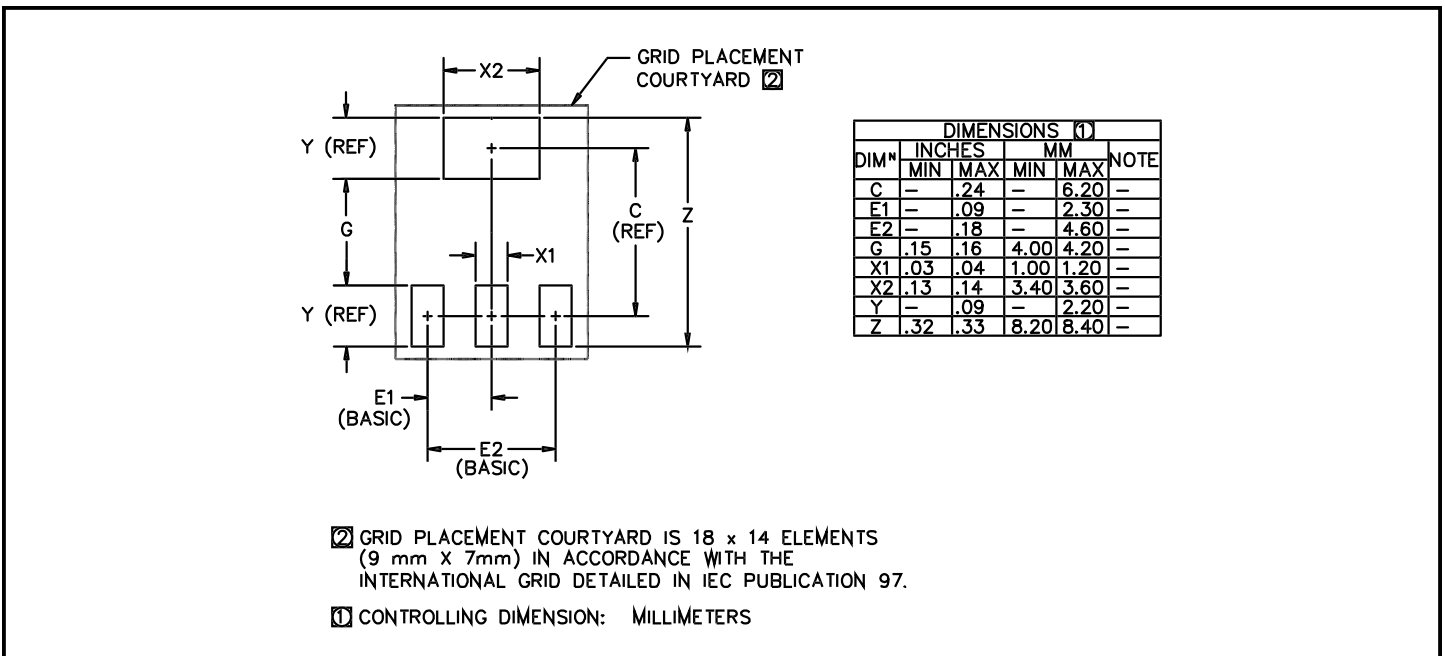 GRID PLACEMENT
COURTYARD 2
X2
Y (REF)
G
C
(REF)
Z
X1
Y (REF)
E1
(BASIC)
E2
(BASIC)
DIMENSIONS 1
DIMᴺ INCHES MM NOTE
MIN MAX MIN MAX
C – .24 – 6.20 –
E1 – .09 – 2.30 –
E2 – .18 – 4.60 –
G .15 .16 4.00 4.20 –
X1 .03 .04 1.00 1.20 –
X2 .13 .14 3.40 3.60 –
Y – .09 – 2.20 –
Z .32 .33 8.20 8.40 –
2 GRID PLACEMENT COURTYARD IS 18 x 14 ELEMENTS
(9 mm X 7mm) IN ACCORDANCE WITH THE
INTERNATIONAL GRID DETAILED IN IEC PUBLICATION 97.
1 CONTROLLING DIMENSION: MILLIMETERS